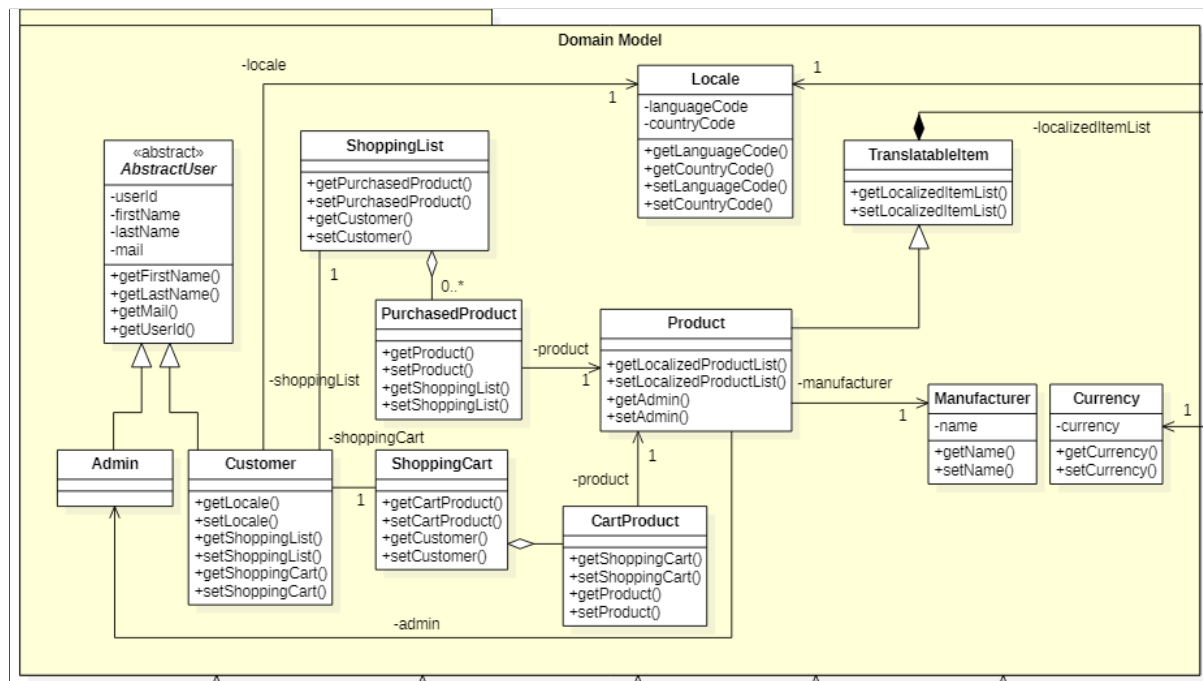 Domain Model
-locale
1
Locale
-languageCode
-countryCode
+getLanguageCode()
+getCountryCode()
+setLanguageCode()
+setCountryCode()
1
-localizedItemList
TranslatableItem
+getLocalizedItemList()
+setLocalizedItemList()
«abstract»
AbstractUser
-userId
-firstName
-lastName
-mail
+getFirstName()
+getLastName()
+getMail()
+getUserId()
ShoppingList
+getPurchasedProduct()
+setPurchasedProduct()
+getCustomer()
+setCustomer()
1
0..*
PurchasedProduct
+getProduct()
+setProduct()
+getShoppingList()
+setShoppingList()
-product
1
Product
+getLocalizedProductList()
+setLocalizedProductList()
+getAdmin()
+setAdmin()
-manufacturer
1
Manufacturer
-name
+getName()
+setName()
Currency
-currency
+getCurrency()
+setCurrency()
1
-shoppingList
-shoppingCart
Admin
Customer
+getLocale()
+setLocale()
+getShoppingList()
+setShoppingList()
+getShoppingCart()
+setShoppingCart()
1
ShoppingCart
+getCartProduct()
+setCartProduct()
+getCustomer()
+setCustomer()
-product
1
CartProduct
+getShoppingCart()
+setShoppingCart()
+getProduct()
+setProduct()
-admin